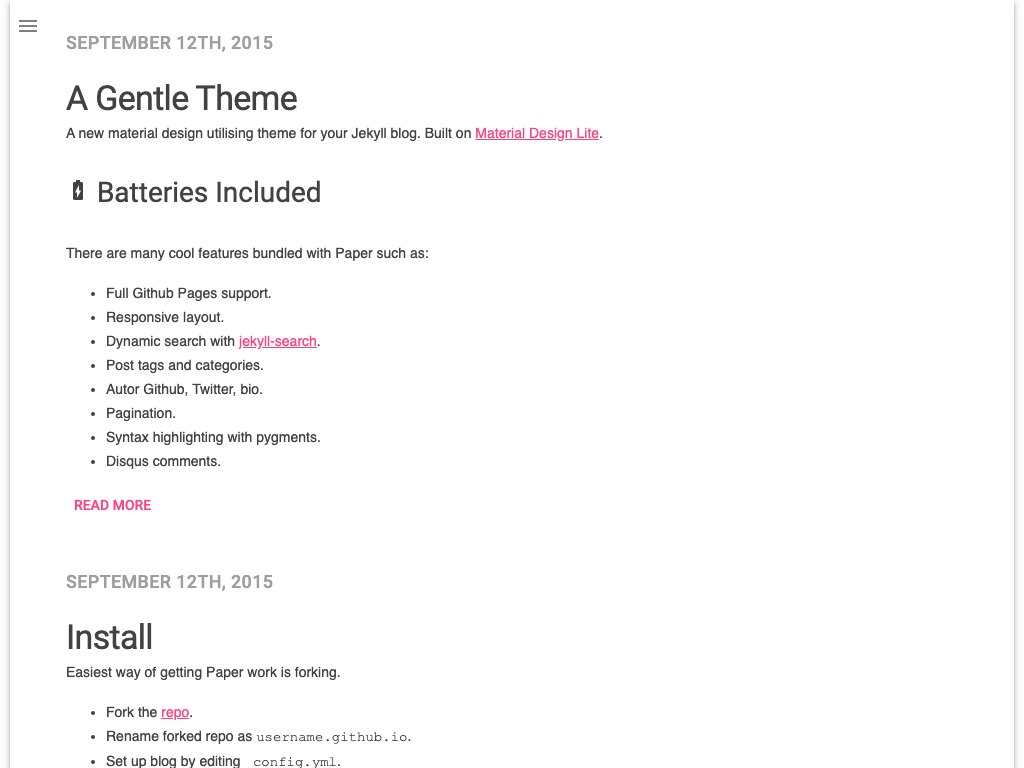 SEPTEMBER 12TH, 2015
A Gentle Theme
A new material design utilising theme for your Jekyll blog. Built on Material Design Lite.
Batteries Included
There are many cool features bundled with Paper such as:
• Full Github Pages support.
• Responsive layout.
• Dynamic search with jekyll-search.
• Post tags and categories.
• Autor Github, Twitter, bio.
• Pagination.
• Syntax highlighting with pygments.
• Disqus comments.
READ MORE
SEPTEMBER 12TH, 2015
Install
Easiest way of getting Paper work is forking.
• Fork the repo.
• Rename forked repo as username.github.io.
• Set up blog by editing _config.yml.